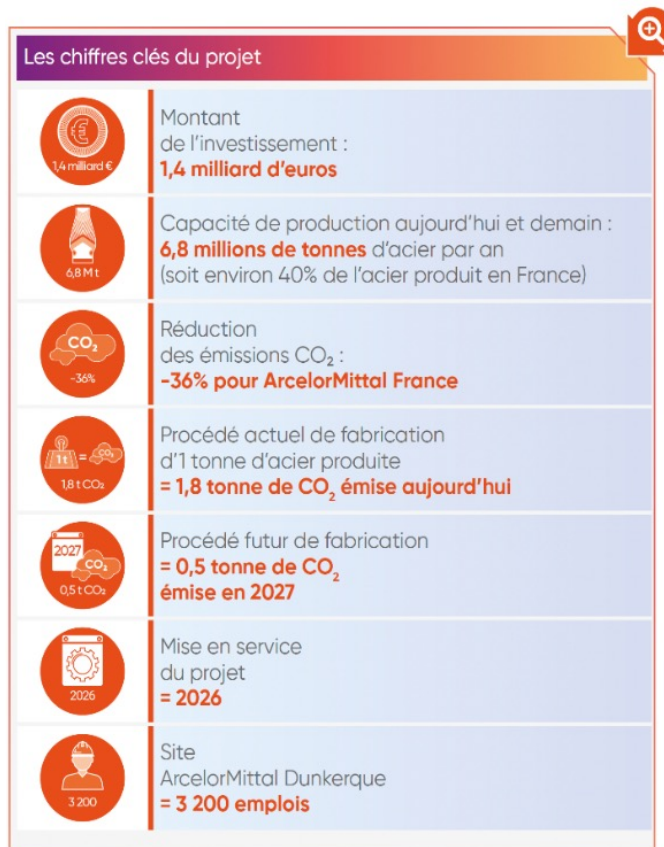 Les chiffres clés du projet
1,4 milliard €
Montant
de l'investissement :
1,4 milliard d'euros
6,8 M t
Capacité de production aujourd'hui et demain :
6,8 millions de tonnes d'acier par an
(soit environ 40% de l'acier produit en France)
CO₂
-36%
Réduction
des émissions CO₂ :
-36% pour ArcelorMittal France
1 t = CO₂
1,8 t CO₂
Procédé actuel de fabrication
d'1 tonne d'acier produite
= 1,8 tonne de CO₂ émise aujourd'hui
2027
CO₂
0,5 t CO₂
Procédé futur de fabrication
= 0,5 tonne de CO₂
émise en 2027
2026
Mise en service
du projet
= 2026
3 200
Site
ArcelorMittal Dunkerque
= 3 200 emplois